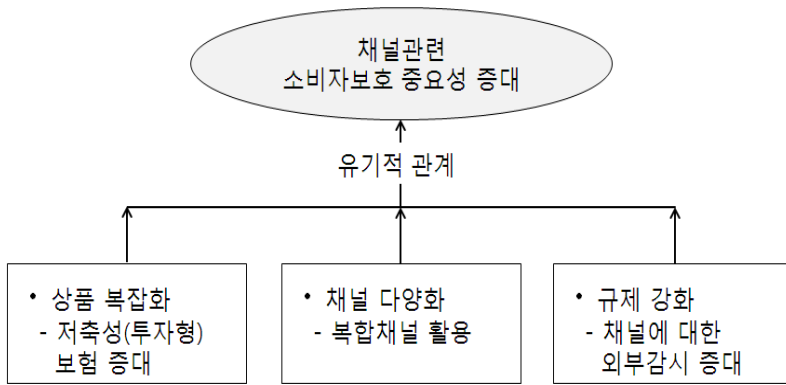 채널관련
소비자보호 중요성 증대
유기적 관계
• 상품 복잡화
- 저축성(투자형)
보험 증대
• 채널 다양화
- 복합채널 활용
• 규제 강화
- 채널에 대한
외부감시 증대